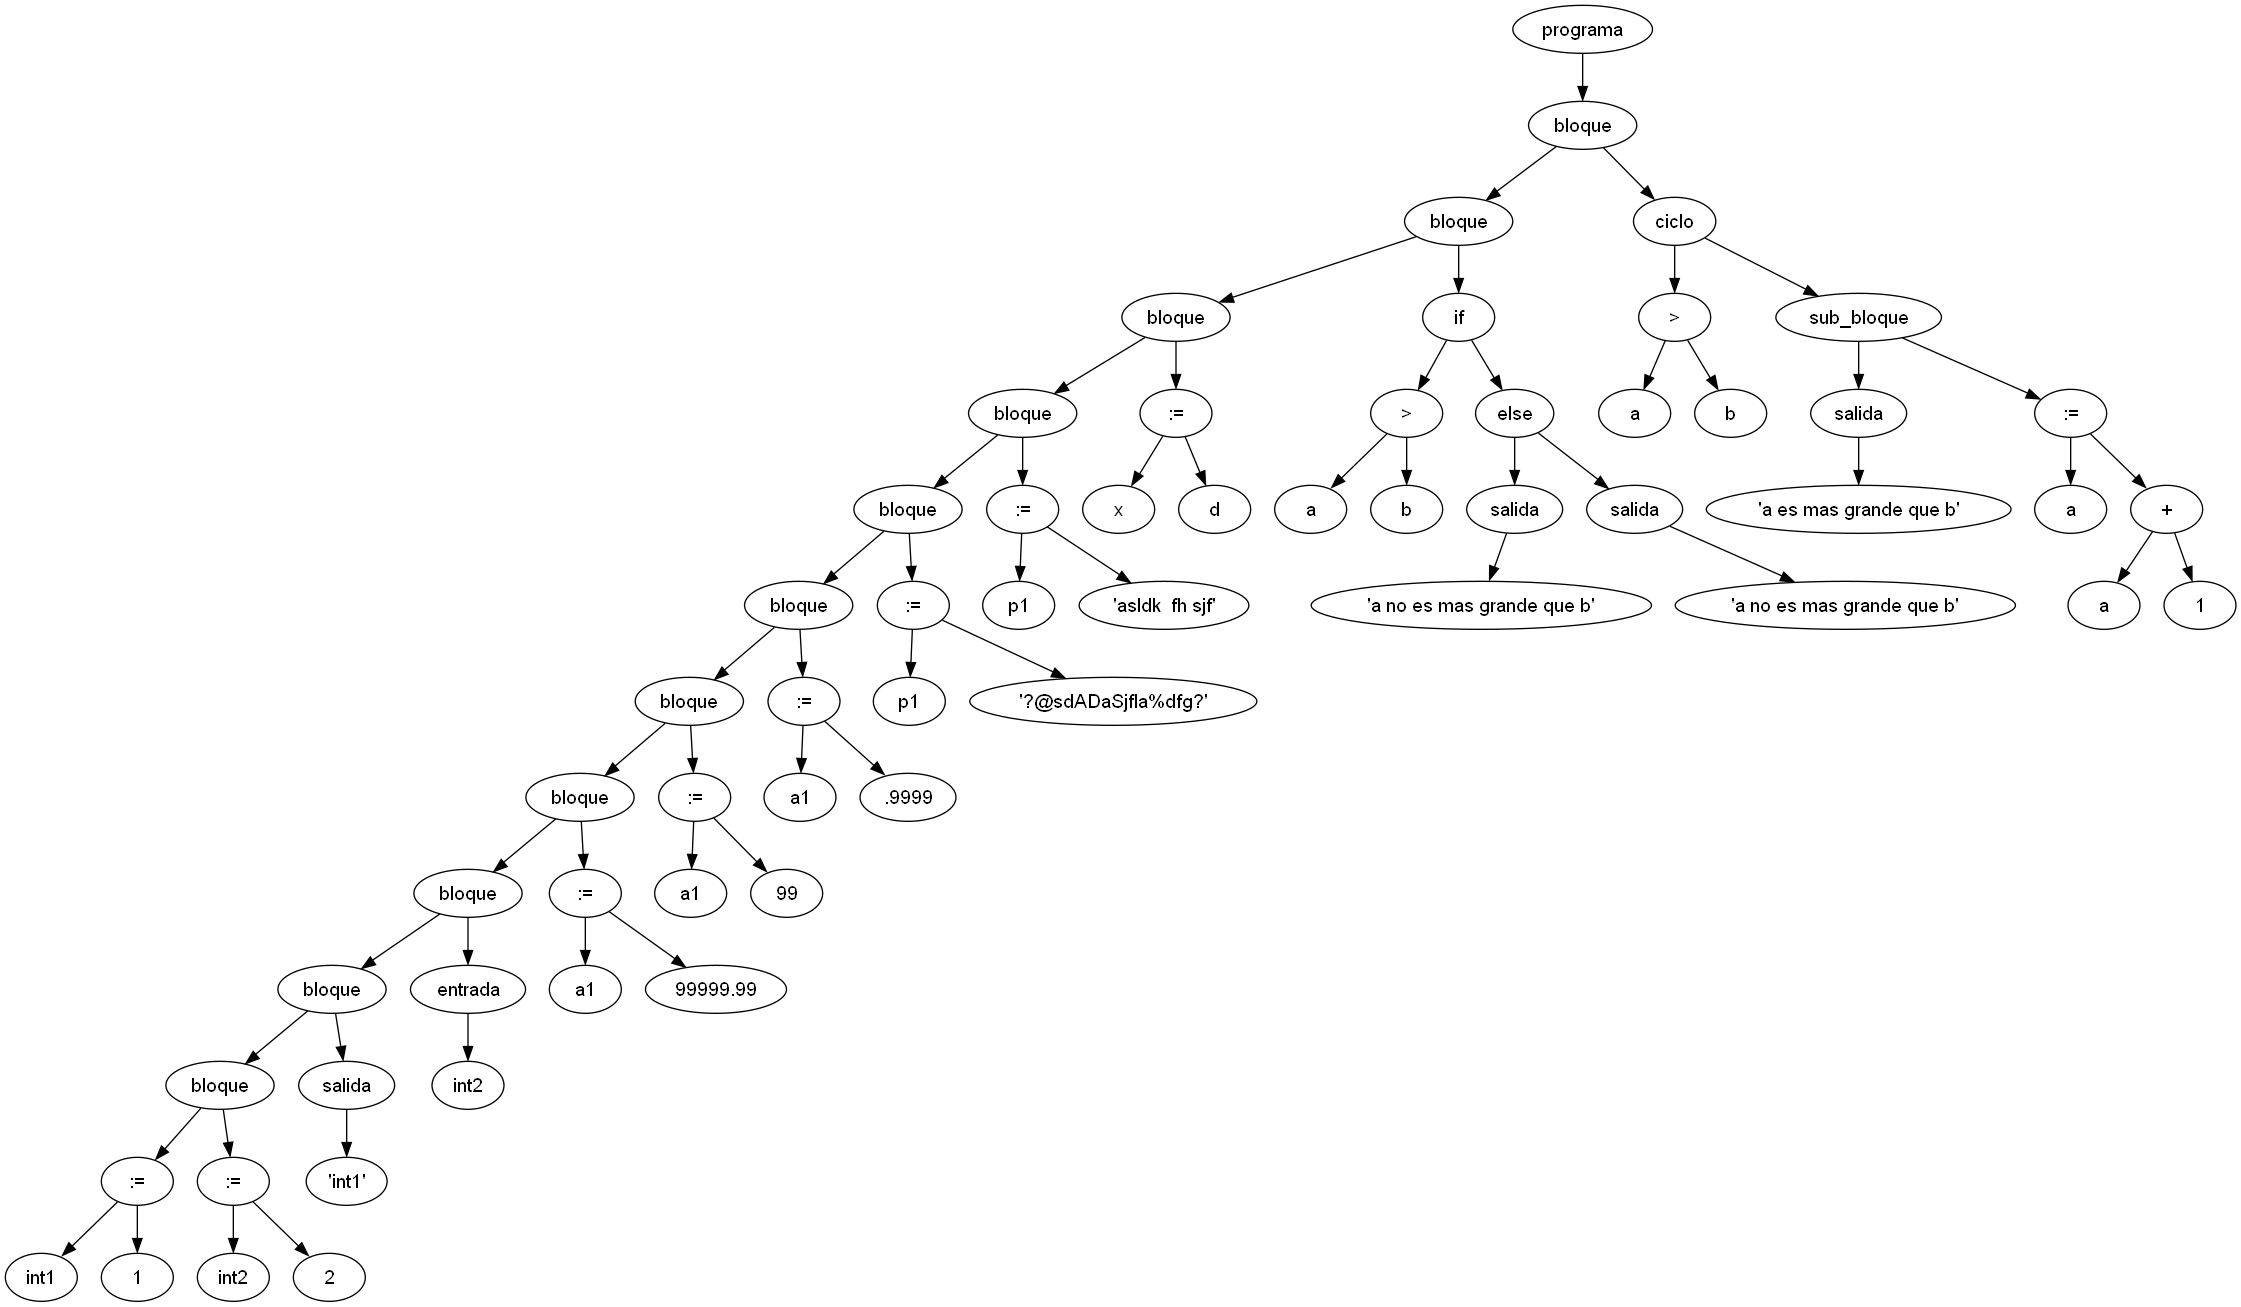 programa
bloque
bloque
ciclo
bloque
if
>
sub_bloque
bloque
:=
>
else
a
b
salida
:=
bloque
:=
x
d
a
b
salida
salida
'a es mas grande que b'
a
+
bloque
:=
p1
'asldk  fh sjf'
'a no es mas grande que b'
'a no es mas grande que b'
a
1
bloque
:=
p1
'?@sdADaSjfla%dfg?'
bloque
:=
a1
.9999
bloque
:=
a1
99
bloque
entrada
a1
99999.99
bloque
salida
int2
:=
:=
'int1'
int1
1
int2
2